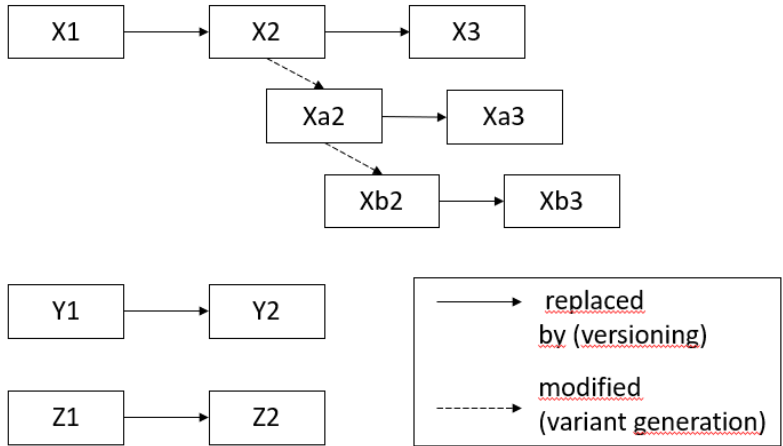 X1
X2
X3
Xa2
Xa3
Xb2
Xb3
Y1
Y2
Z1
Z2
replaced
by (versioning)
modified
(variant generation)